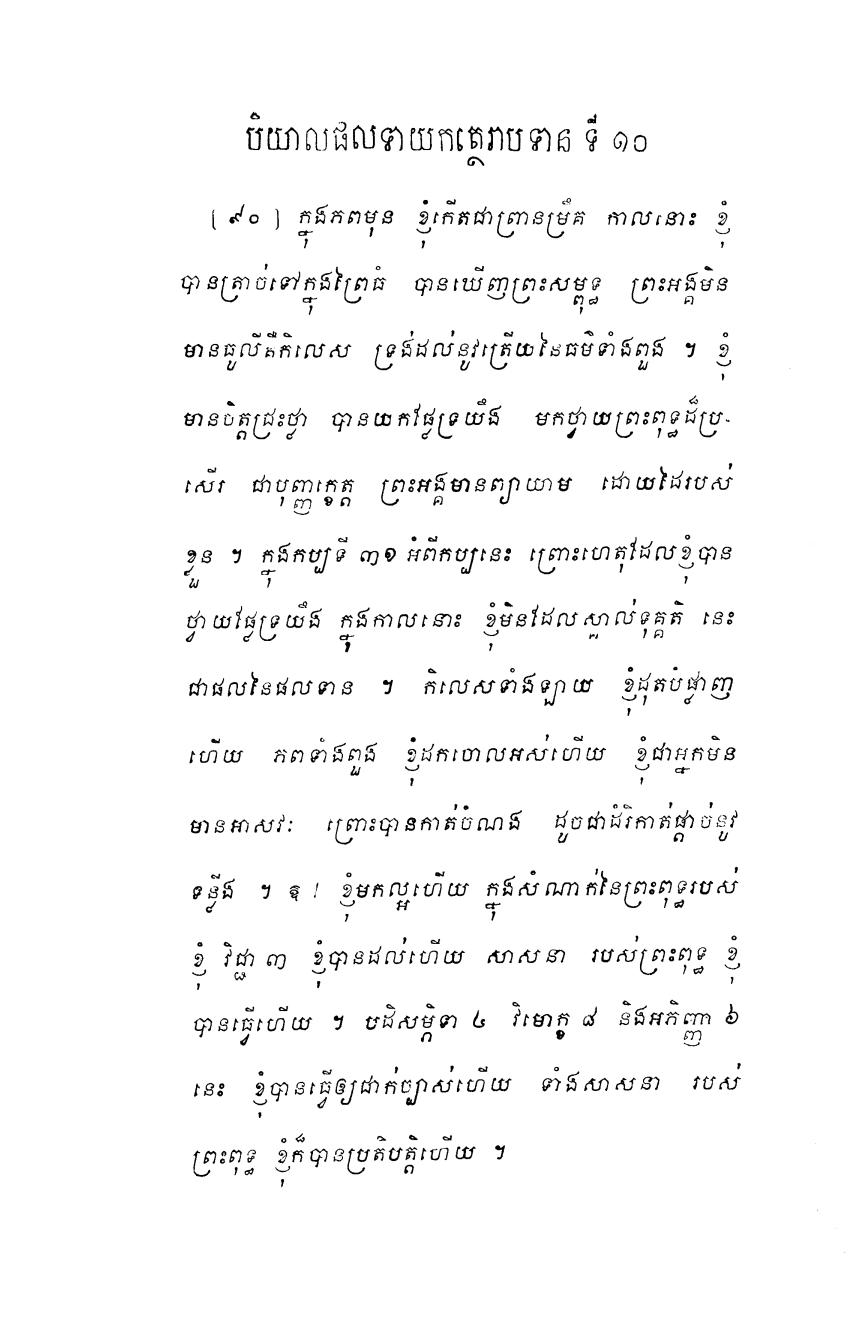 បិយាលផលទាយកត្ថេរាបទាន ទី ១០
[ ៩០ ] ក្នុងភពមុន ខ្ញុំកើតជាព្រានម្រឹគ កាលនោះ ខ្ញុំ
បានត្រាច់ទៅក្នុងព្រៃធំ បានឃើញព្រះសម្ពុទ្ធ ព្រះអង្គមិន
មានធូលីគឺកិលេស ទ្រង់ដល់នូវត្រើយនៃធម៌ទាំងពួង ។ ខ្ញុំ
មានចិត្តជ្រះថ្លា បានយកផ្លែទ្រយឹង មកថ្វាយព្រះពុទ្ធដ៏ប្រ-
សើរ ជាបុញ្ញក្ខេត្ត ព្រះអង្គមានព្យាយាម ដោយដៃរបស់
ខ្លួន ។ ក្នុងកប្បទី ៣១ អំពីកប្បនេះ ព្រោះហេតុដែលខ្ញុំបាន
ថ្វាយផ្លែទ្រយឹង ក្នុងកាលនោះ ខ្ញុំមិនដែលស្គាល់ទុគ្គតិ នេះ
ជាផលនៃផលទាន ។ កិលេសទាំងឡាយ ខ្ញុំដុតបំផ្លាញ
ហើយ ភពទាំងពួង ខ្ញុំដកចោលអស់ហើយ ខ្ញុំជាអ្នកមិន
មានអាសវៈ ព្រោះបានកាត់ចំណង ដូចជាដំរីកាត់ផ្តាច់នូវ
ទន្លីង ។ ឱ ! ខ្ញុំមកល្អហើយ ក្នុងសំណាក់នៃព្រះពុទ្ធរបស់
ខ្ញុំ វិជ្ជា ៣ ខ្ញុំបានដល់ហើយ សាសនា របស់ព្រះពុទ្ធ ខ្ញុំ
បានធ្វើហើយ ។ បដិសម្ភិទា ៤ វិមោក្ខ ៨ និងអភិញ្ញា ៦
នេះ ខ្ញុំបានធ្វើឲ្យជាក់ច្បាស់ហើយ ទាំងសាសនា របស់
ព្រះពុទ្ធ ខ្ញុំក៏បានប្រតិបត្តិហើយ ។